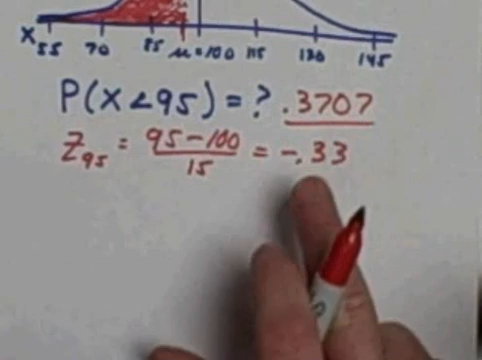 X 55 70 85 μ=100 115 130 145
P(X<95) = ? .3707
Z95 = 95-100 / 15 = -.33